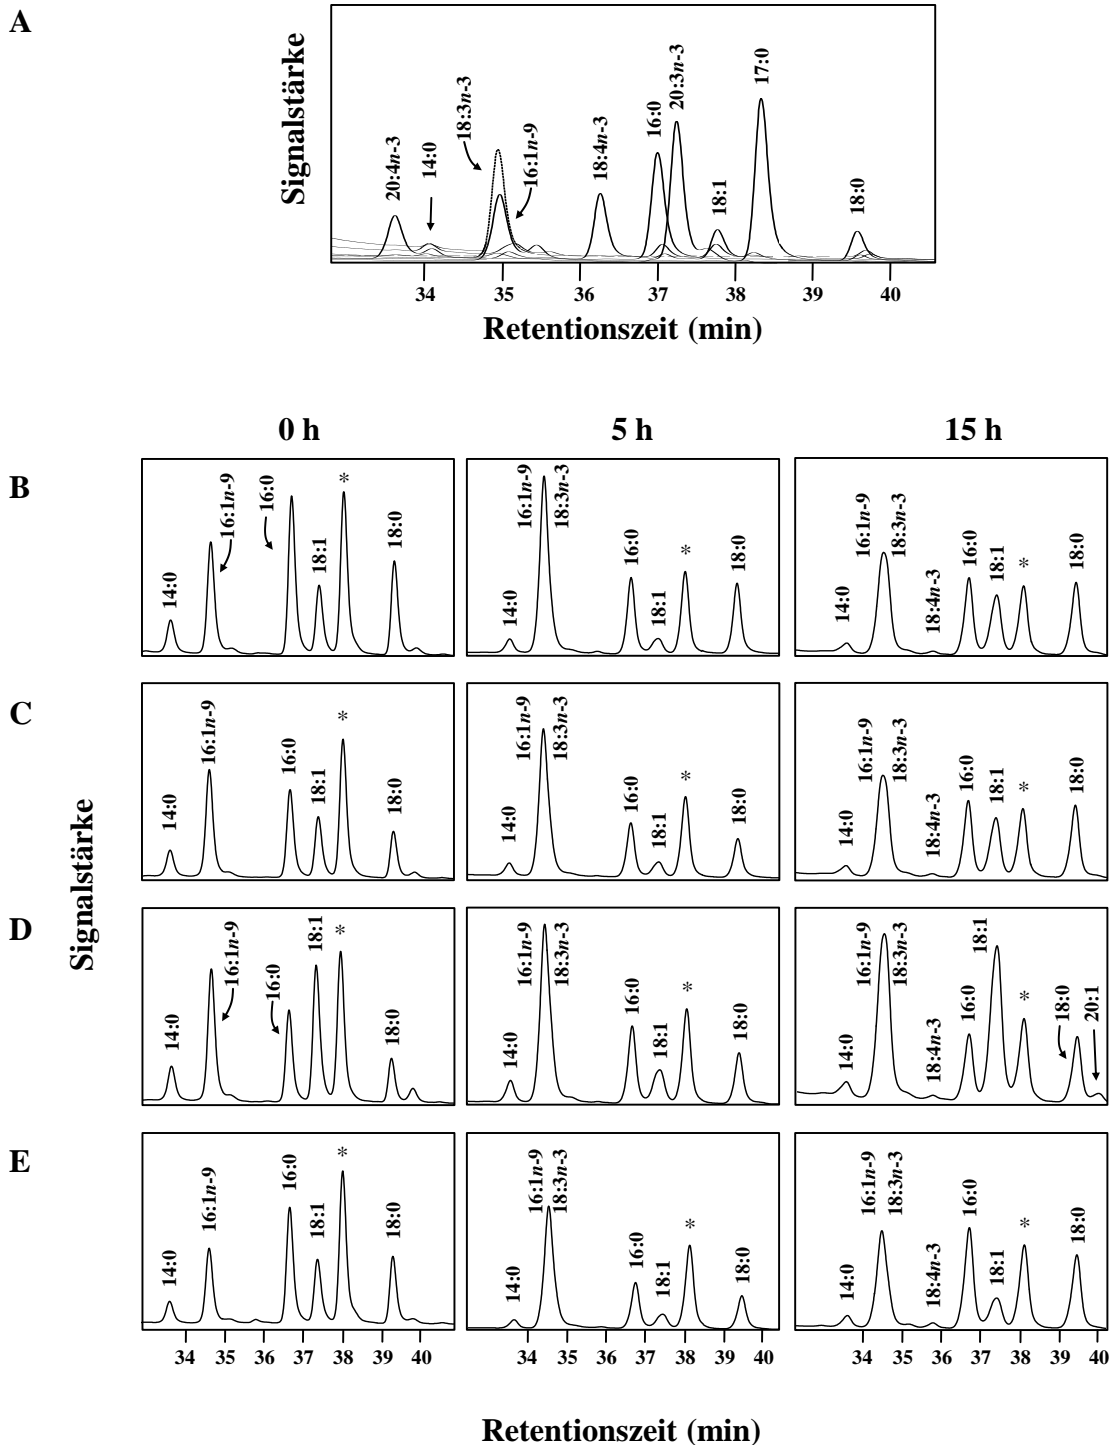 A
Signalstärke
20:4n-3
14:0
18:3n-3
16:1n-9
18:4n-3
16:0
20:3n-3
18:1
17:0
18:0
34 35 36 37 38 39 40
Retentionszeit (min)
0 h 5 h 15 h
Signalstärke
B
14:0
16:1n-9
16:0
18:1
*
18:0
14:0
16:1n-9
18:3n-3
16:0
18:1
*
18:0
14:0
16:1n-9
18:3n-3
18:4n-3
16:0
18:1
*
18:0
C
14:0
16:1n-9
16:0
18:1
*
18:0
14:0
16:1n-9
18:3n-3
16:0
18:1
*
18:0
14:0
16:1n-9
18:3n-3
18:4n-3
16:0
18:1
*
18:0
D
14:0
16:1n-9
16:0
18:1
*
18:0
14:0
16:1n-9
18:3n-3
16:0
18:1
*
18:0
14:0
16:1n-9
18:3n-3
18:4n-3
16:0
18:1
*
18:0
20:1
E
14:0
16:1n-9
16:0
18:1
*
18:0
14:0
16:1n-9
18:3n-3
16:0
18:1
*
18:0
14:0
16:1n-9
18:3n-3
18:4n-3
16:0
18:1
*
18:0
34 35 36 37 38 39 40
34 35 36 37 38 39 40
34 35 36 37 38 39 40
Retentionszeit (min)